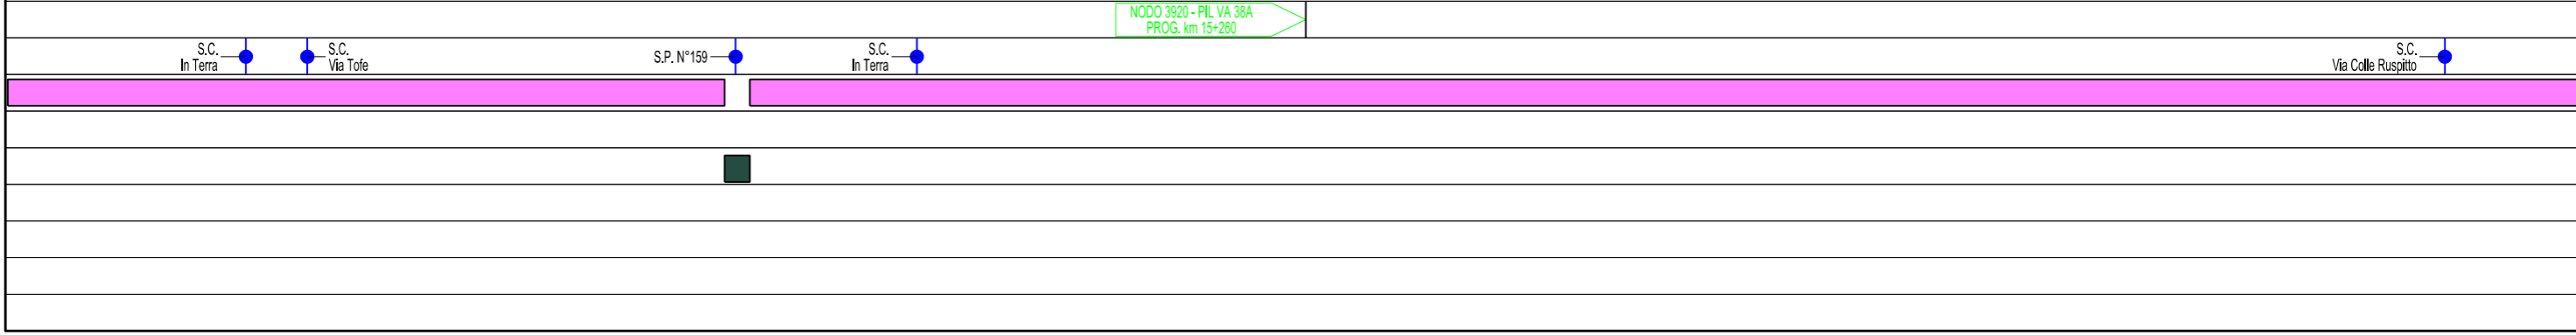 NODO 3920 - PIL VA 38A
PROG. km 15+260
S.C.
In Terra
S.C.
Via Tofe
S.P. N°159
S.C.
In Terra
S.C.
Via Colle Ruspitto